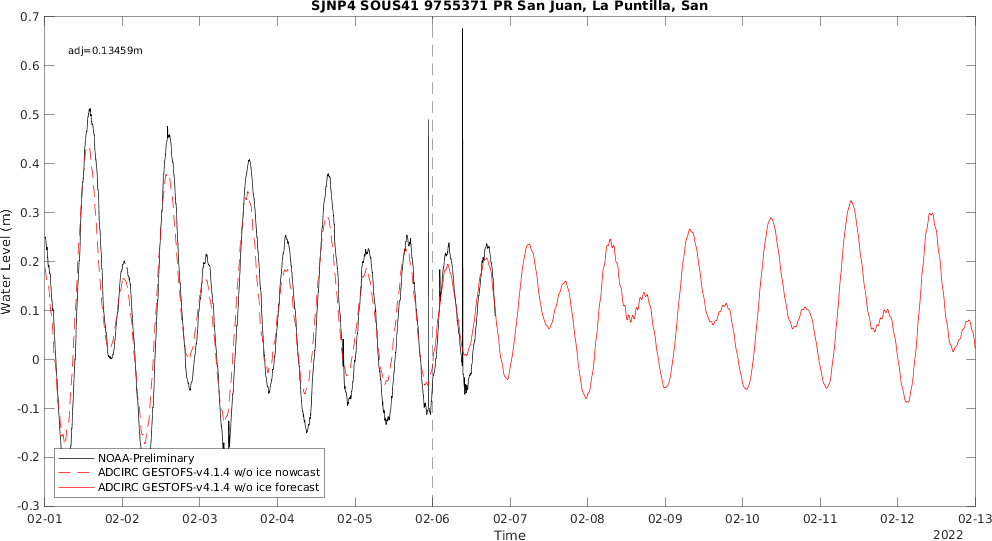 SJNP4 SOUS41 9755371 PR San Juan, La Puntilla, San
adj=0.13459m
Water Level (m)
0.7
0.6
0.5
0.4
0.3
0.2
0.1
0
-0.1
-0.2
-0.3
NOAA-Preliminary
ADCIRC GESTOFS-v4.1.4 w/o ice nowcast
ADCIRC GESTOFS-v4.1.4 w/o ice forecast
02-01 02-02 02-03 02-04 02-05 02-06 02-07 02-08 02-09 02-10 02-11 02-12 02-13
Time
2022